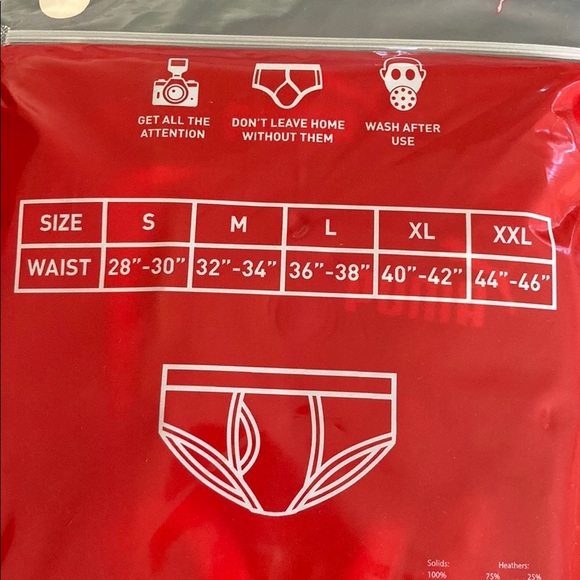 GET ALL THE
ATTENTION
DON'T LEAVE HOME
WITHOUT THEM
WASH AFTER
USE
SIZE S M L XL XXL
WAIST 28”-30” 32”-34” 36”-38” 40”-42” 44”-46”
Solids: Heathers:
100% 75% 25%